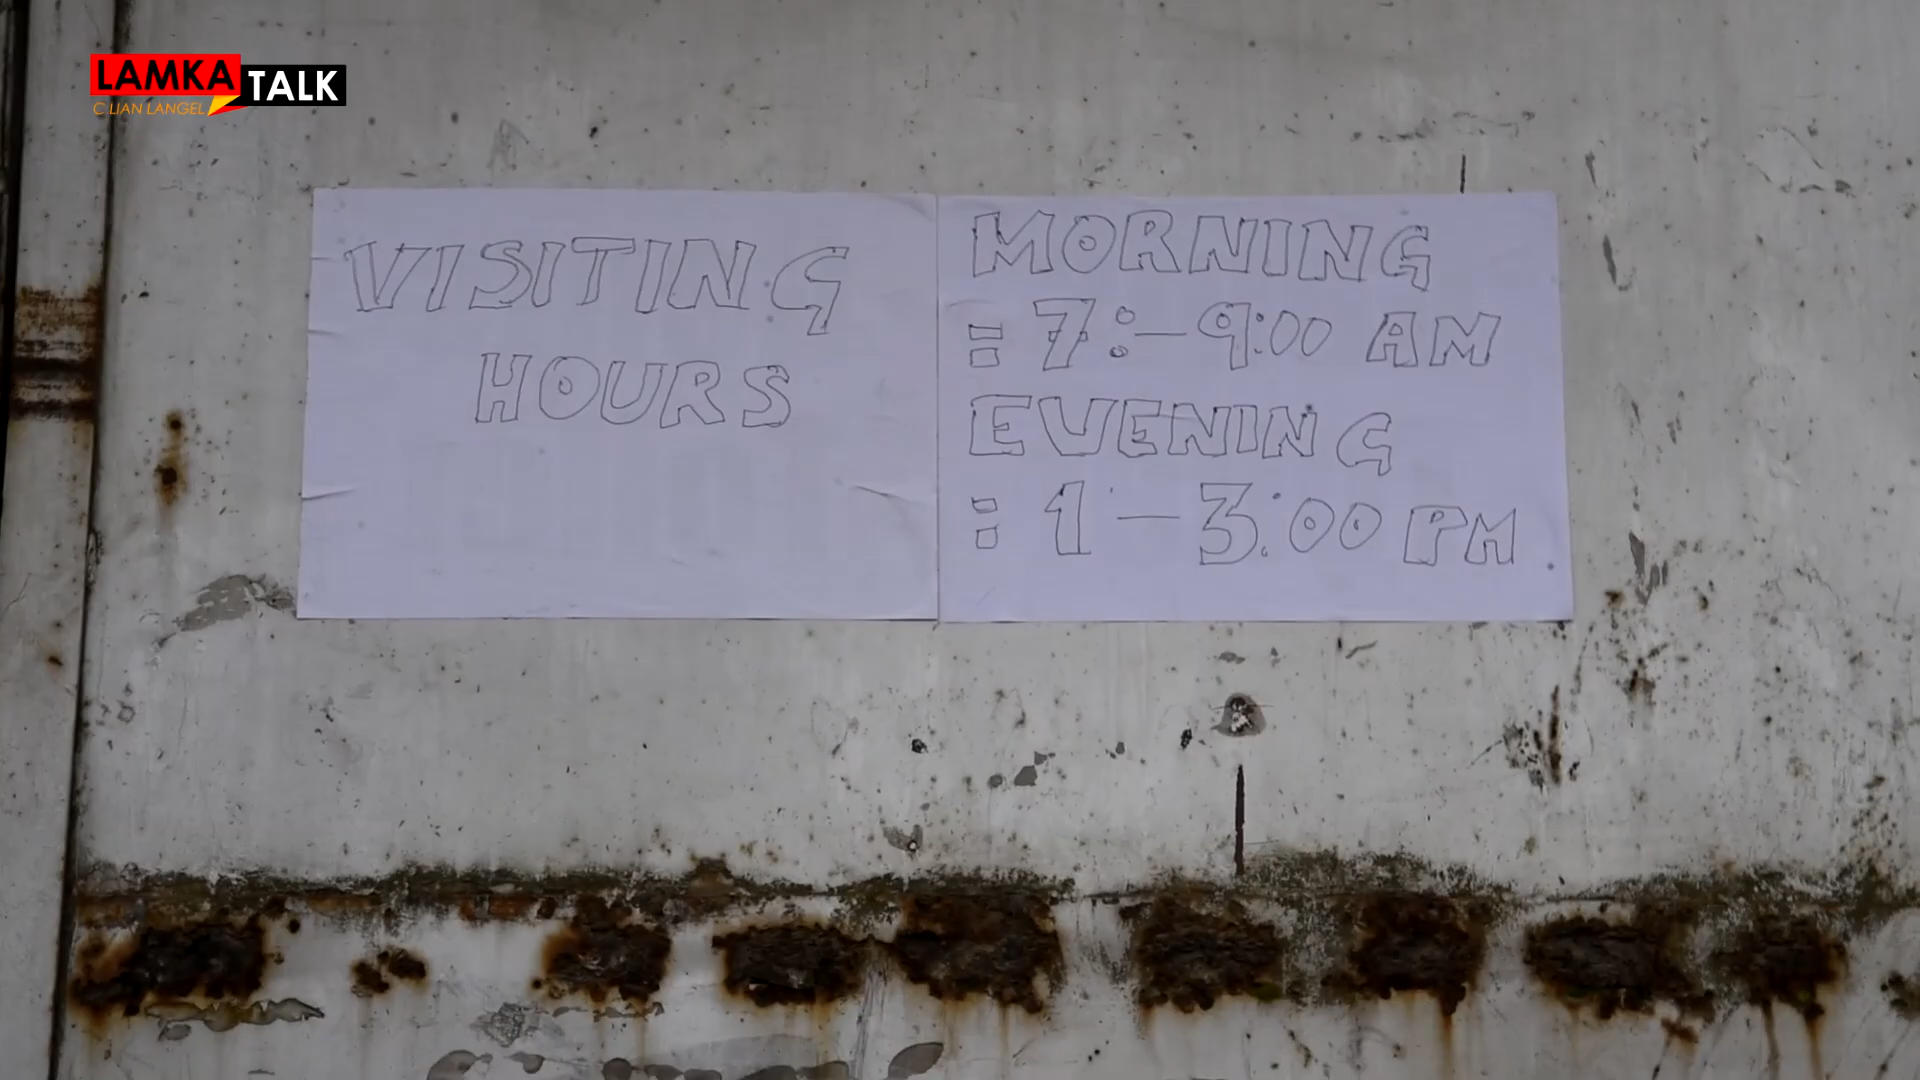 LAMKA TALK
C LIAN LANGEL
VISITING
HOURS
MORNING
: 7:-9:00 AM
EVENING
: 1-3:00 PM